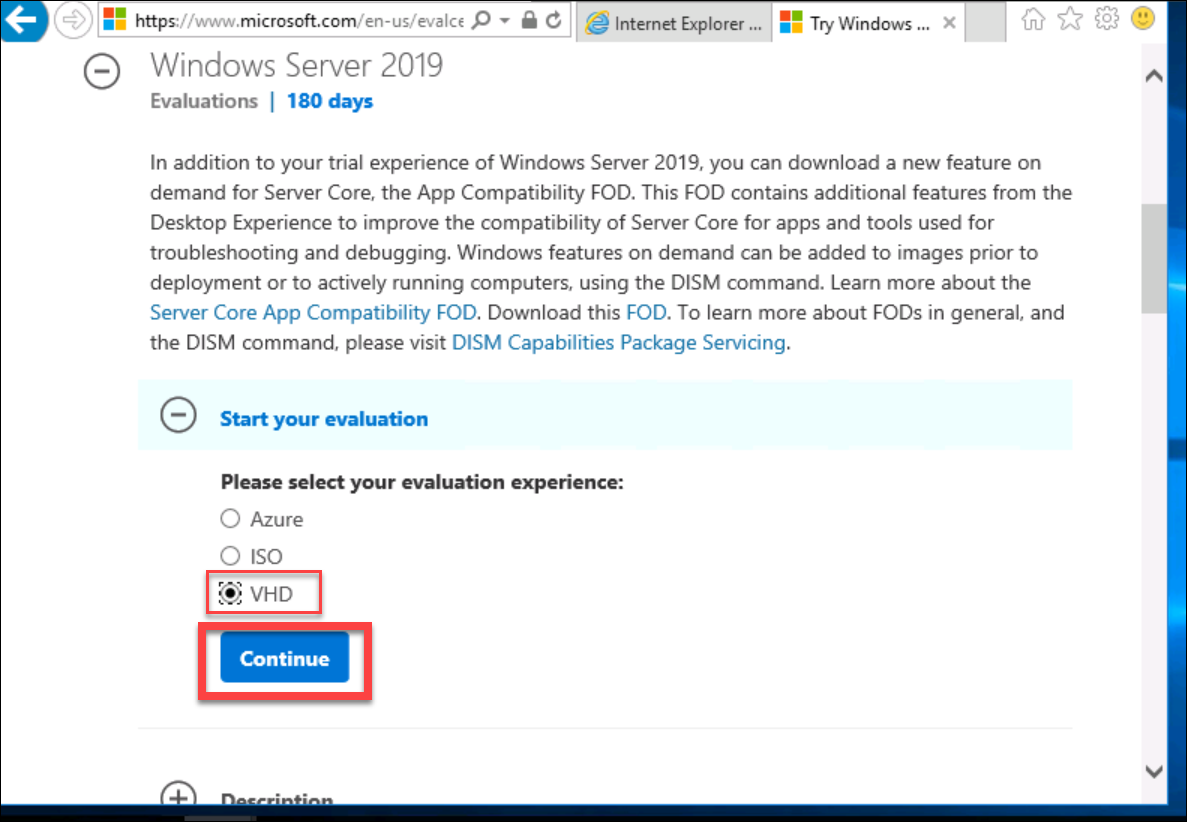 https://www.microsoft.com/en-us/evalce
Internet Explorer ...
Try Windows ...
Windows Server 2019
Evaluations | 180 days
In addition to your trial experience of Windows Server 2019, you can download a new feature on
demand for Server Core, the App Compatibility FOD. This FOD contains additional features from the
Desktop Experience to improve the compatibility of Server Core for apps and tools used for
troubleshooting and debugging. Windows features on demand can be added to images prior to
deployment or to actively running computers, using the DISM command. Learn more about the
Server Core App Compatibility FOD. Download this FOD. To learn more about FODs in general, and
the DISM command, please visit DISM Capabilities Package Servicing.
Start your evaluation
Please select your evaluation experience:
Azure
ISO
VHD
Continue
Description